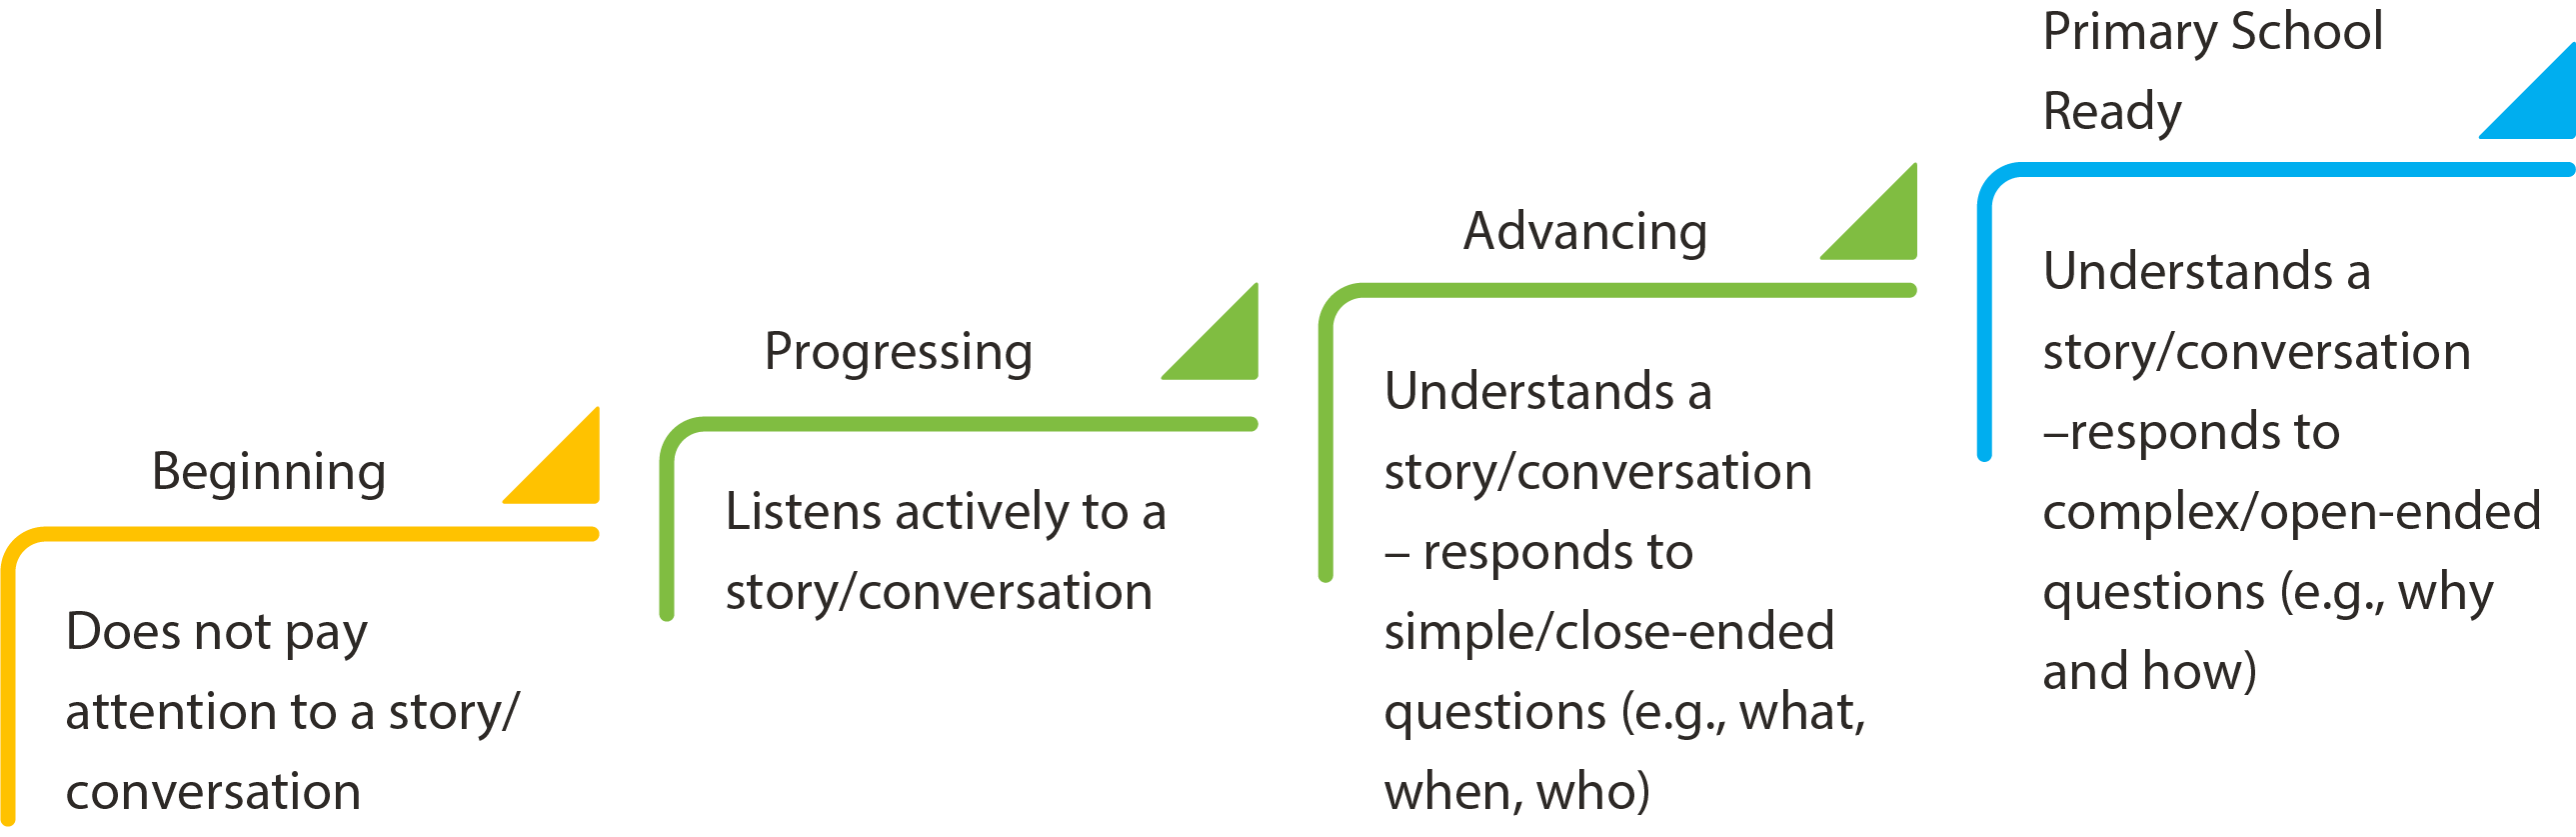 Beginning
Does not pay
attention to a story/
conversation
Progressing
Listens actively to a
story/conversation
Advancing
Understands a
story/conversation
– responds to
simple/close-ended
questions (e.g., what,
when, who)
Primary School
Ready
Understands a
story/conversation
–responds to
complex/open-ended
questions (e.g., why
and how)